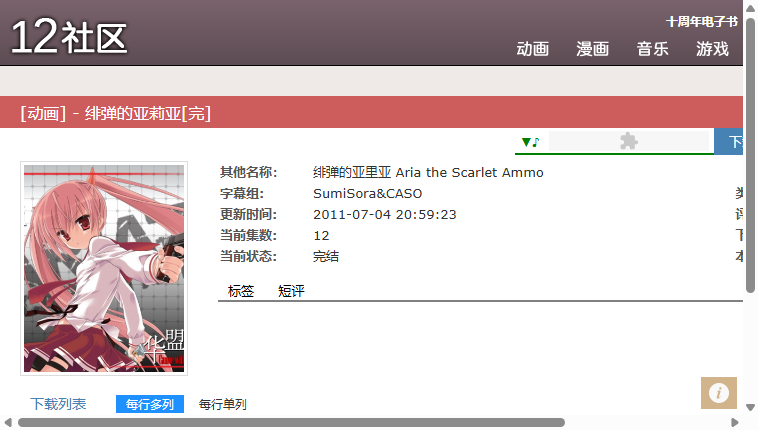 12社区
十周年电子书
动画 漫画 音乐 游戏
[动画] - 绯弹的亚莉亚[完]
▼♪
其他名称: 绯弹的亚里亚 Aria the Scarlet Ammo
字幕组: SumiSora&CASO
更新时间: 2011-07-04 20:59:23
当前集数: 12
当前状态: 完结
标签 短评
华盟
下载列表 每行多列 每行单列